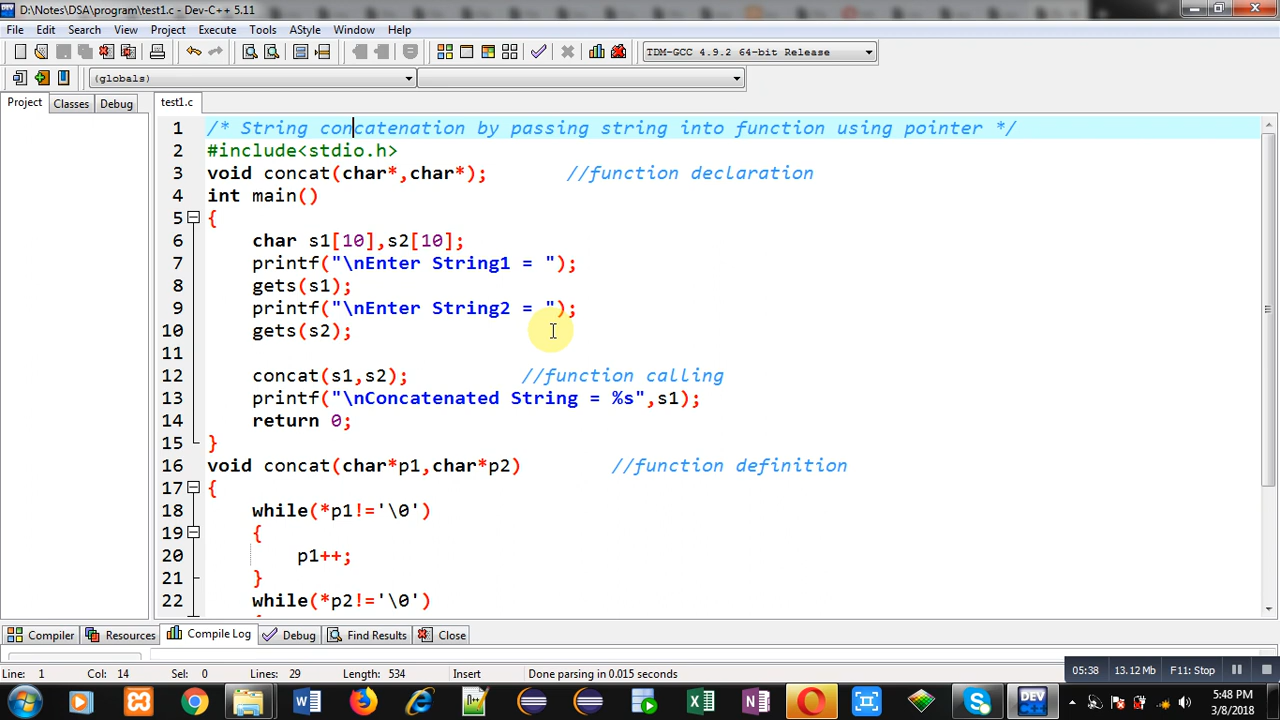 D:\Notes\DSA\program\test1.c - Dev-C++ 5.11
File Edit Search View Project Execute Tools AStyle Window Help
TDM-GCC 4.9.2 64-bit Release
(globals)
Project Classes Debug test1.c
1 /* String concatenation by passing string into function using pointer */
2 #include<stdio.h>
3 void concat(char*,char*); //function declaration
4 int main()
5 {
6 char s1[10],s2[10];
7 printf("\nEnter String1 = ");
8 gets(s1);
9 printf("\nEnter String2 = ");
10 gets(s2);
11
12 concat(s1,s2); //function calling
13 printf("\nConcatenated String = %s",s1);
14 return 0;
15 }
16 void concat(char*p1,char*p2) //function definition
17 {
18 while(*p1!='\0')
19 {
20 p1++;
21 }
22 while(*p2!='\0')
Compiler Resources Compile Log Debug Find Results Close
Line: 1 Col: 14 Sel: 0 Lines: 29 Length: 534 Insert Done parsing in 0.015 seconds
05:38 13.12 Mb F11: Stop
DEV
5:48 PM
3/8/2018